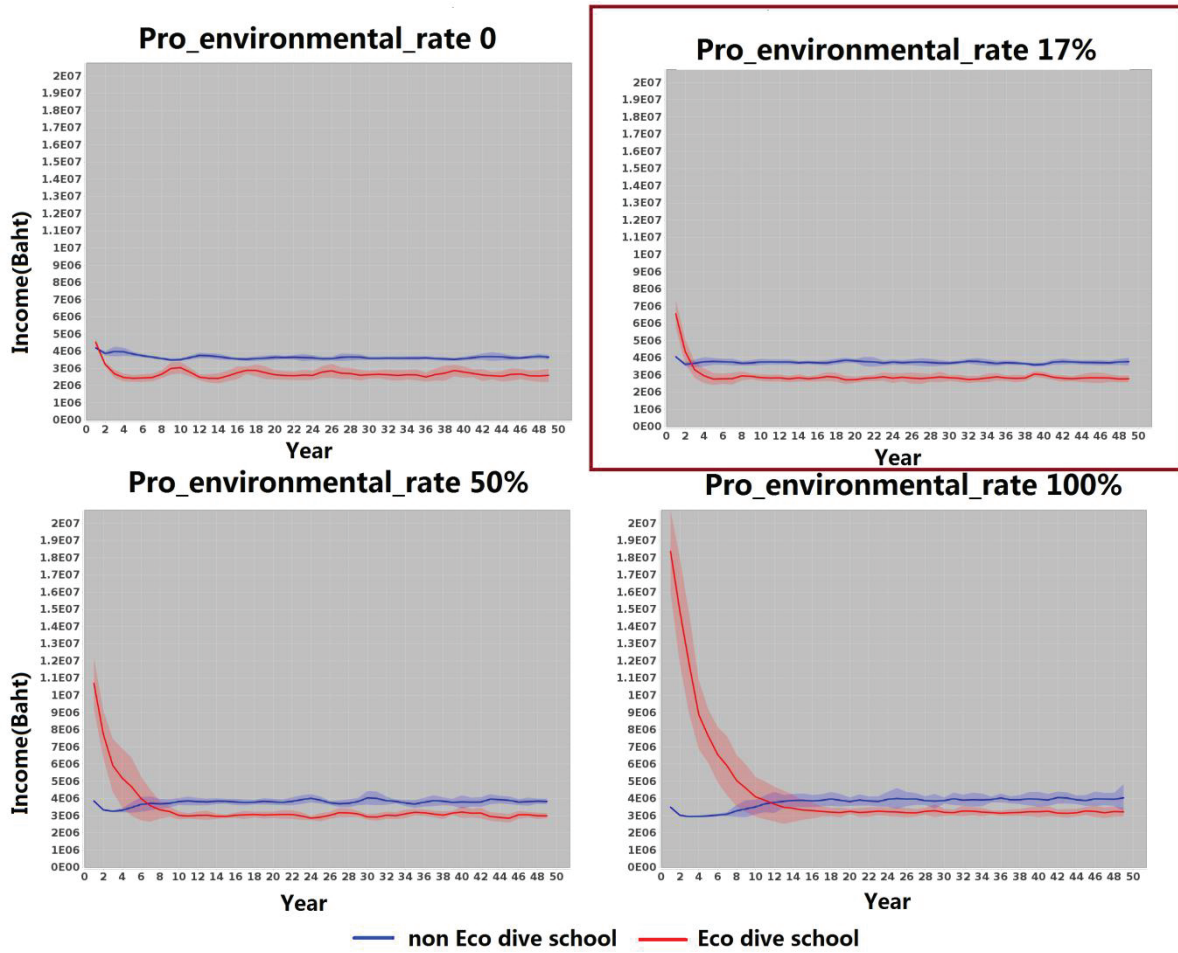 Pro_environmental_rate 0
2E07
1.9E07
1.8E07
1.7E07
1.6E07
1.5E07
1.4E07
1.3E07
1.2E07
1.1E07
1E07
9E06
8E06
7E06
6E06
5E06
4E06
3E06
2E06
1E06
0E00
0 2 4 6 8 10 12 14 16 18 20 22 24 26 28 30 32 34 36 38 40 42 44 46 48 50
Income(Baht)
Year
Pro_environmental_rate 17%
2E07
1.9E07
1.8E07
1.7E07
1.6E07
1.5E07
1.4E07
1.3E07
1.2E07
1.1E07
1E07
9E06
8E06
7E06
6E06
5E06
4E06
3E06
2E06
1E06
0E00
0 2 4 6 8 10 12 14 16 18 20 22 24 26 28 30 32 34 36 38 40 42 44 46 48 50
Year
Pro_environmental_rate 50%
2E07
1.9E07
1.8E07
1.7E07
1.6E07
1.5E07
1.4E07
1.3E07
1.2E07
1.1E07
1E07
9E06
8E06
7E06
6E06
5E06
4E06
3E06
2E06
1E06
0E00
0 2 4 6 8 10 12 14 16 18 20 22 24 26 28 30 32 34 36 38 40 42 44 46 48 50
Income(Baht)
Year
Pro_environmental_rate 100%
2E07
1.9E07
1.8E07
1.7E07
1.6E07
1.5E07
1.4E07
1.3E07
1.2E07
1.1E07
1E07
9E06
8E06
7E06
6E06
5E06
4E06
3E06
2E06
1E06
0E00
0 2 4 6 8 10 12 14 16 18 20 22 24 26 28 30 32 34 36 38 40 42 44 46 48 50
Year
non Eco dive school Eco dive school